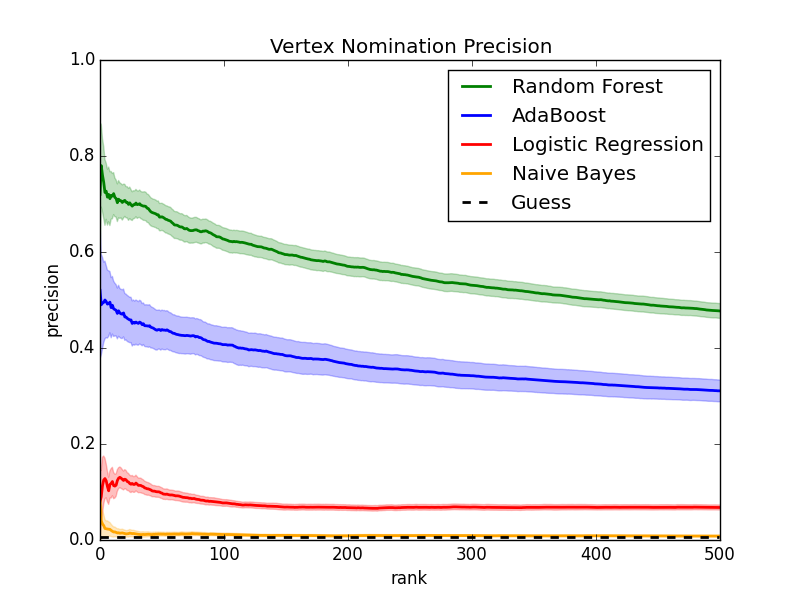 Vertex Nomination Precision
1.0
0.8
0.6
0.4
0.2
0.0
precision
Random Forest
AdaBoost
Logistic Regression
Naive Bayes
Guess
0 100 200 300 400 500
rank